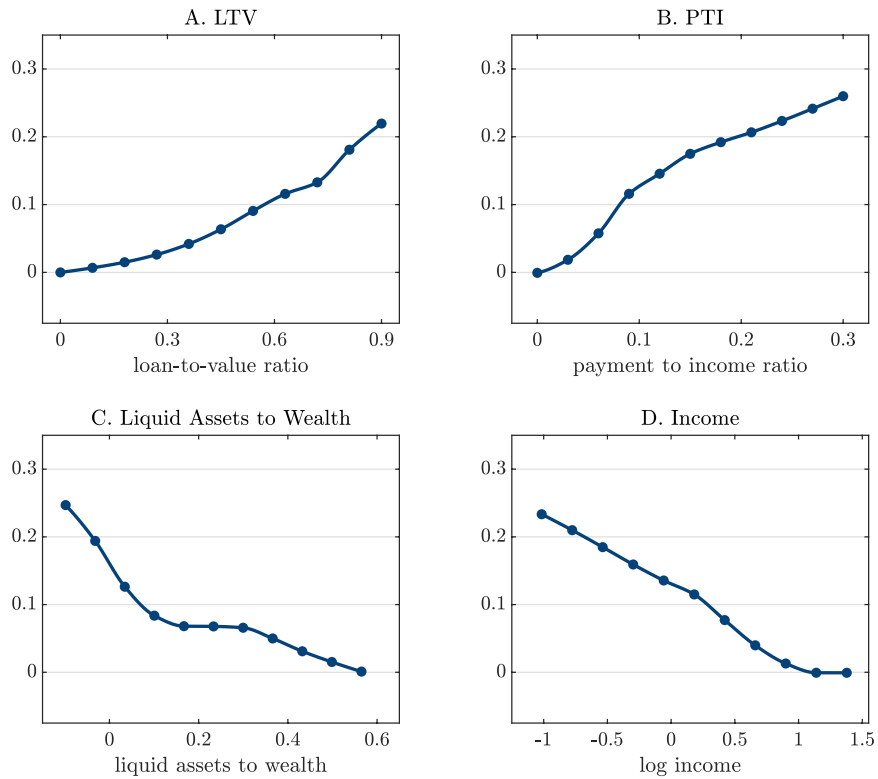 A. LTV
0.3
0.2
0.1
0
0 0.3 0.6 0.9
loan-to-value ratio
B. PTI
0.3
0.2
0.1
0
0 0.1 0.2 0.3
payment to income ratio
C. Liquid Assets to Wealth
0.3
0.2
0.1
0
0 0.2 0.4 0.6
liquid assets to wealth
D. Income
0.3
0.2
0.1
0
-1 -0.5 0 0.5 1 1.5
log income